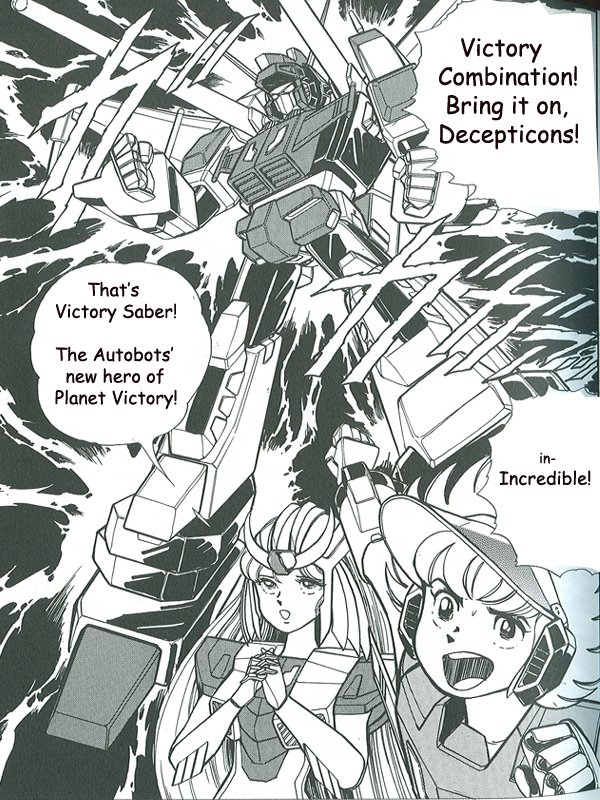 Victory
Combination!
Bring it on,
Decepticons!
That's
Victory Saber!
The Autobots'
new hero of
Planet Victory!
in-
Incredible!